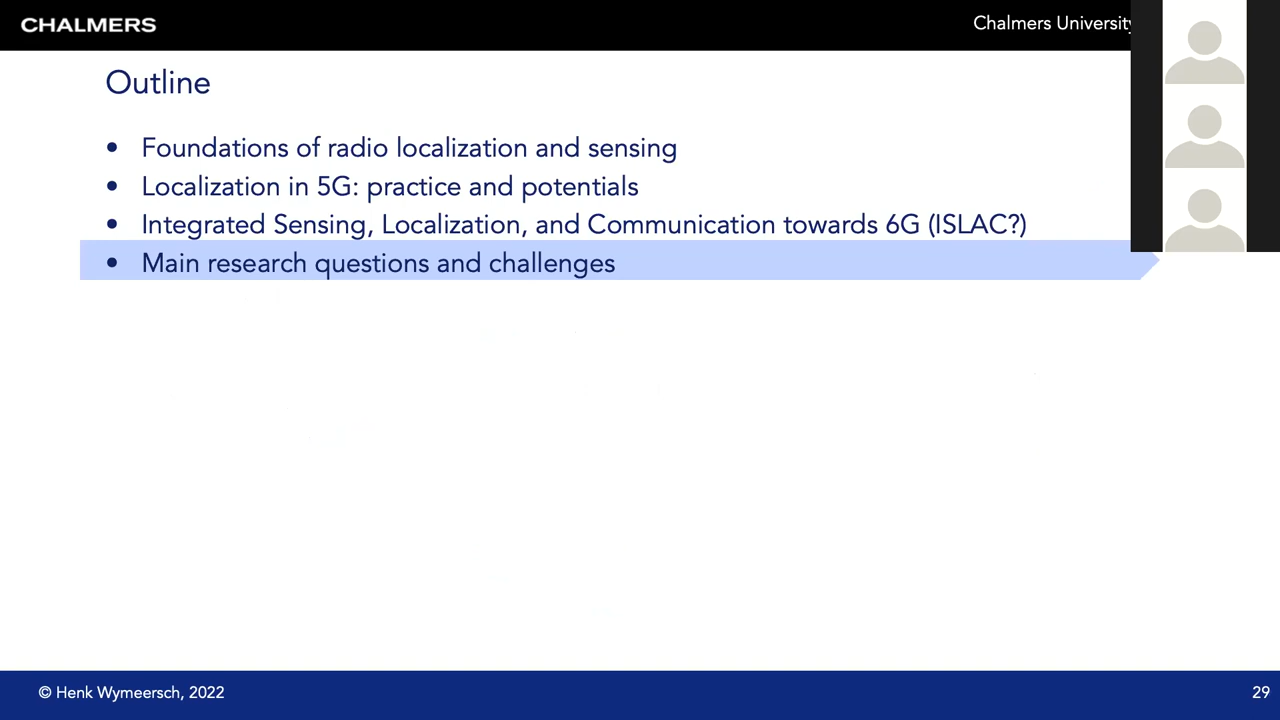 CHALMERS
Chalmers University
Outline
• Foundations of radio localization and sensing
• Localization in 5G: practice and potentials
• Integrated Sensing, Localization, and Communication towards 6G (ISLAC?)
• Main research questions and challenges
© Henk Wymeersch, 2022
29